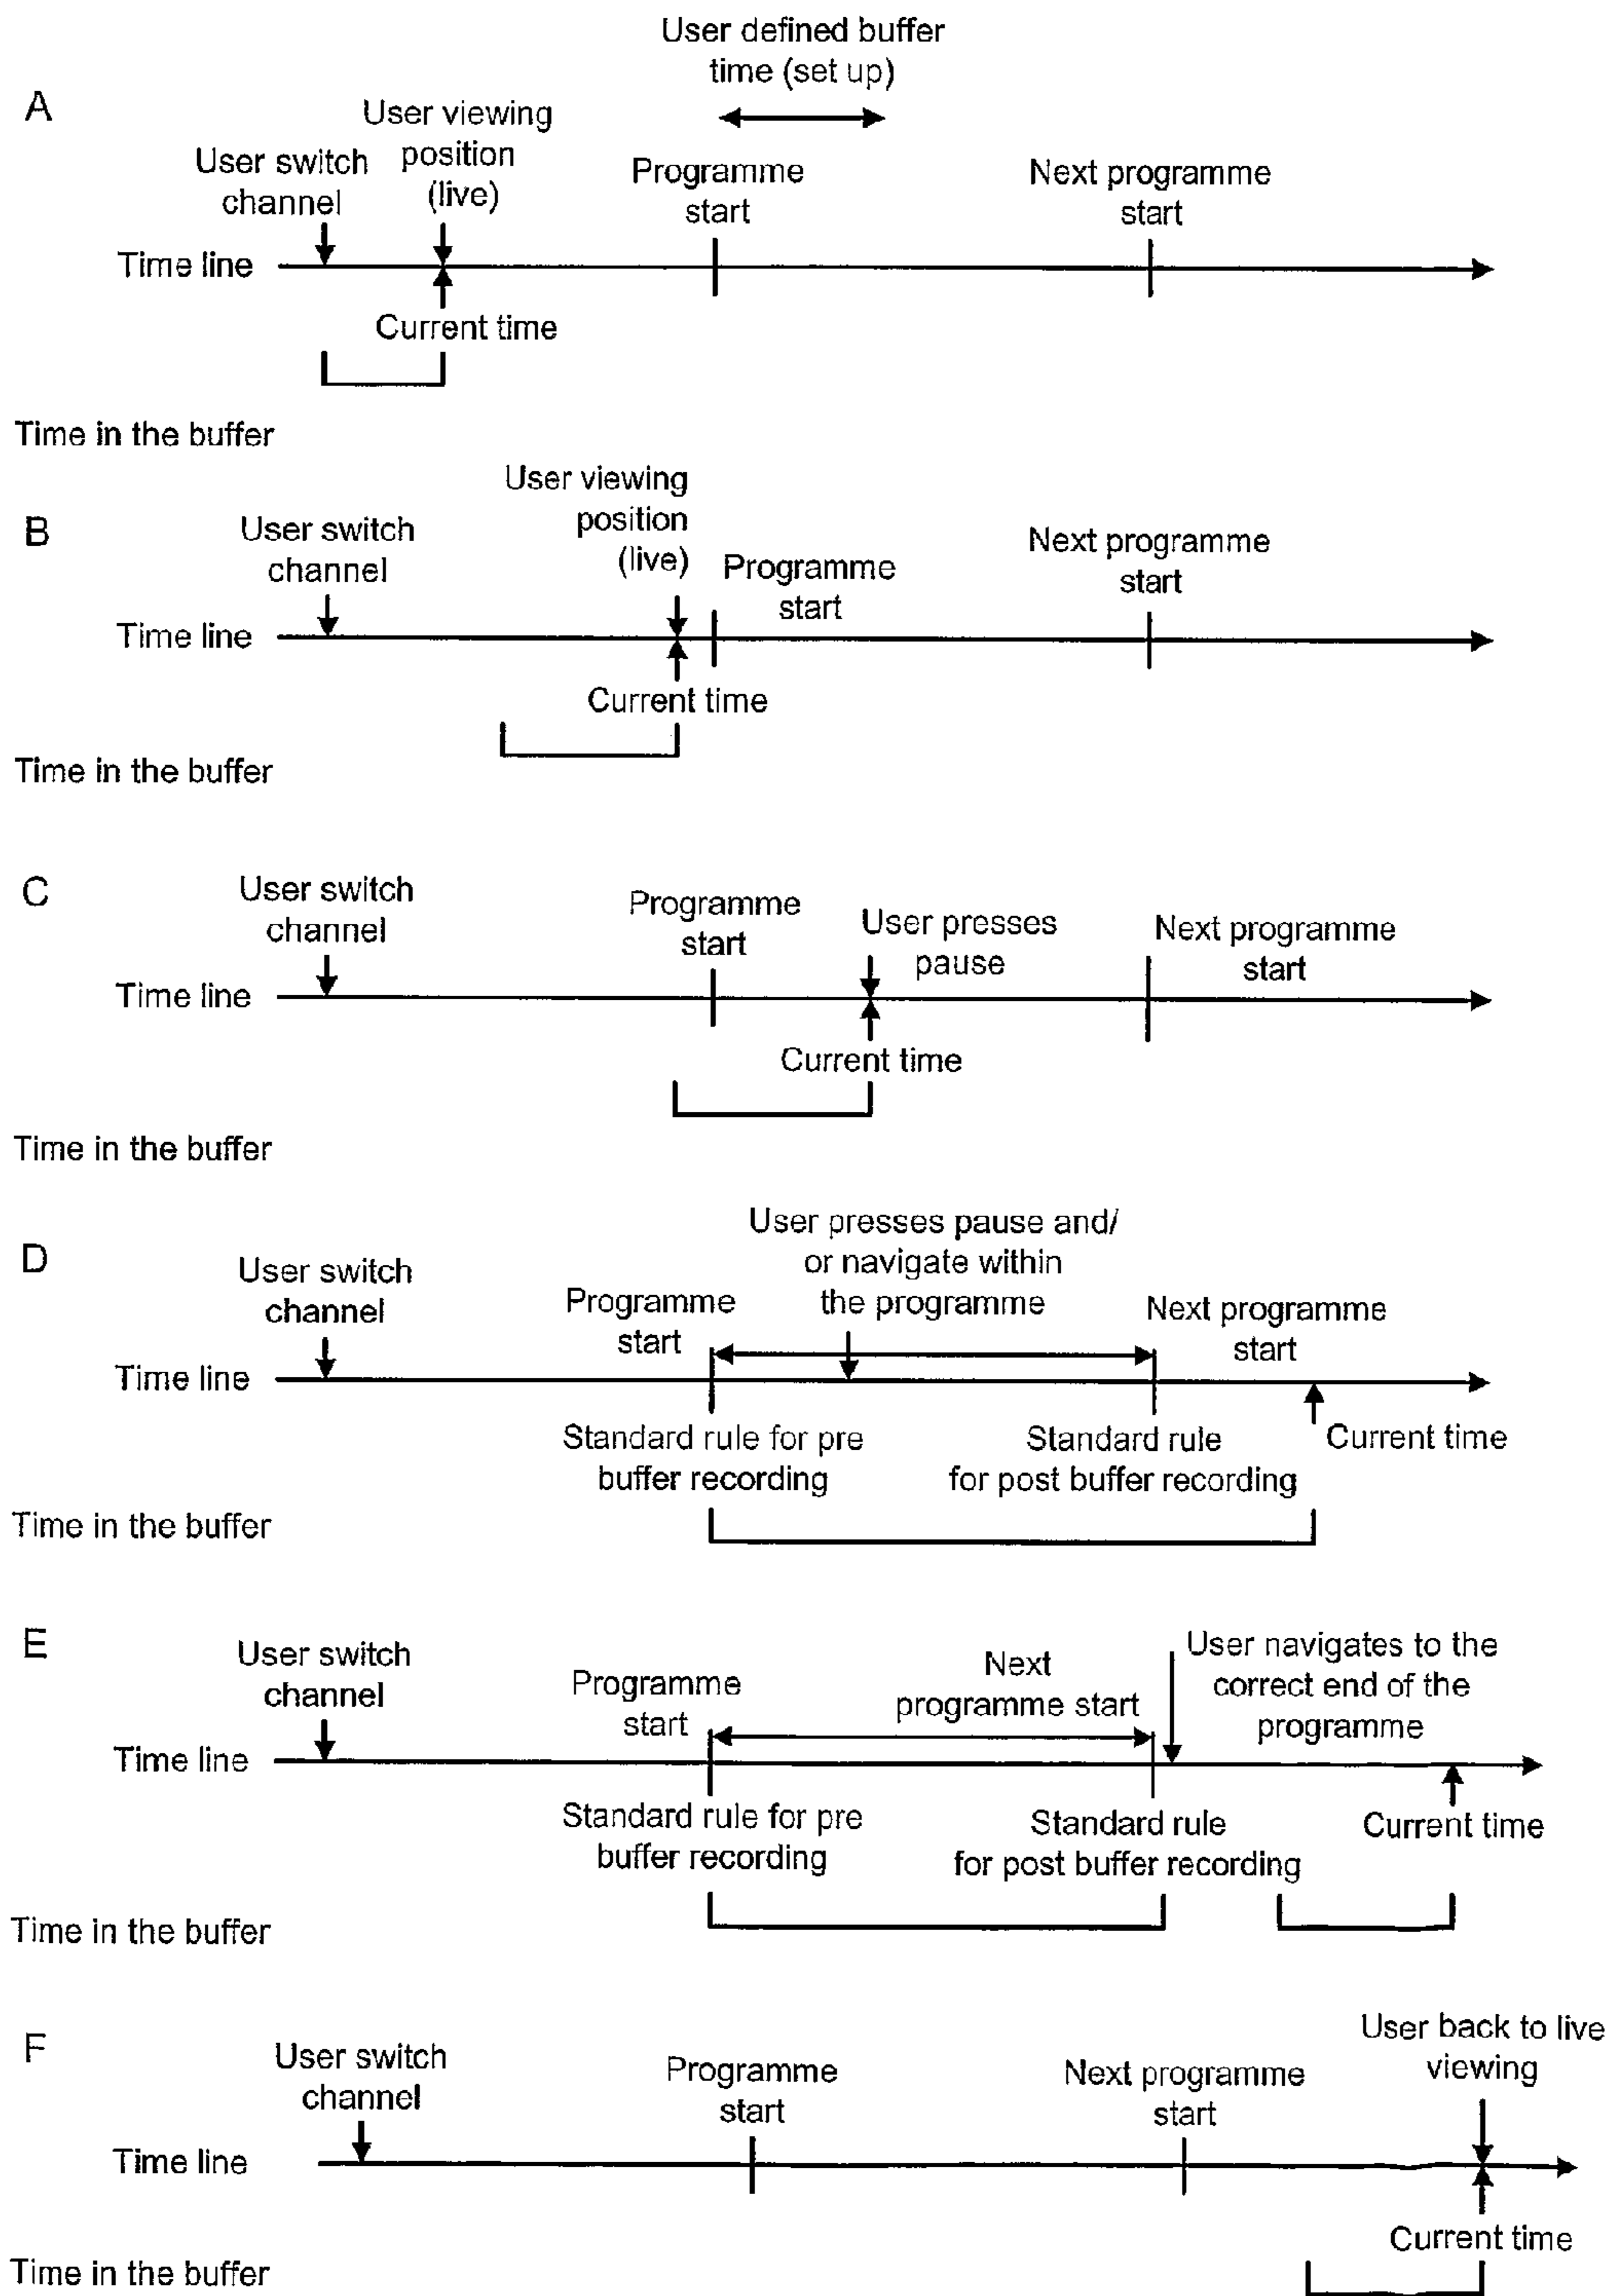 User defined buffer
time (set up)
A
User viewing
position
(live)
User switch
channel
Programme
start
Next programme
start
Time line
Current time
Time in the buffer
B
User viewing
position
(live)
User switch
channel
Programme
start
Next programme
start
Time line
Current time
Time in the buffer
C
User switch
channel
Programme
start
User presses
pause
Next programme
start
Time line
Current time
Time in the buffer
D
User switch
channel
Programme
start
User presses pause and/
or navigate within
the programme
Next programme
start
Time line
Standard rule for pre
buffer recording
Standard rule
for post buffer recording
Current time
Time in the buffer
E
User switch
channel
Programme
start
Next
programme start
User navigates to the
correct end of the
programme
Time line
Standard rule for pre
buffer recording
Standard rule
for post buffer recording
Current time
Time in the buffer
F
User switch
channel
Programme
start
Next programme
start
User back to live
viewing
Time line
Current time
Time in the buffer